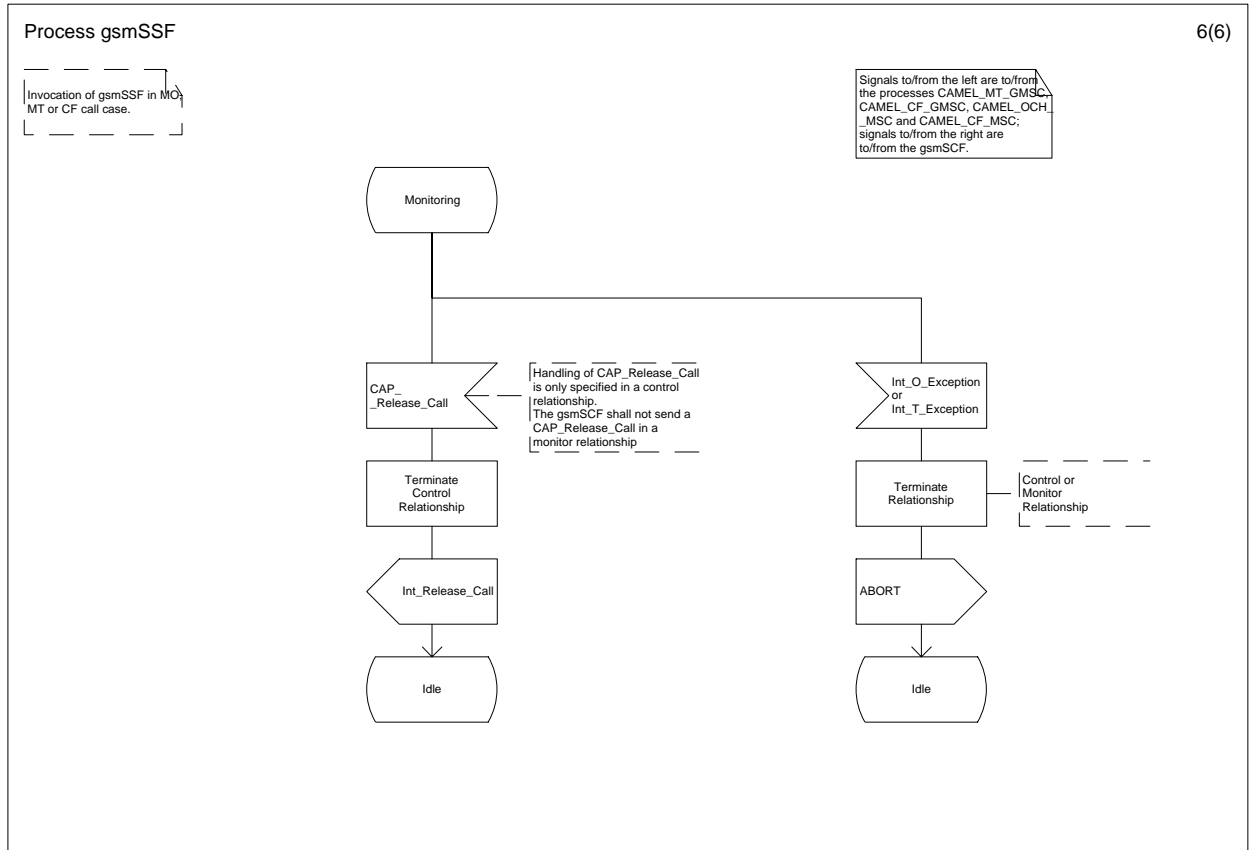 Process gsmSSF
6(6)
Invocation of gsmSSF in MO,
MT or CF call case.
Signals to/from the left are to/from
the processes CAMEL_MT_GMSC,
CAMEL_CF_GMSC, CAMEL_OCH_
_MSC and CAMEL_CF_MSC;
signals to/from the right are
to/from the gsmSCF.
Monitoring
CAP_
_Release_Call
Handling of CAP_Release_Call
is only specified in a control
relationship.
The gsmSCF shall not send a
CAP_Release_Call in a
monitor relationship
Int_O_Exception
or
Int_T_Exception
Terminate
Control
Relationship
Terminate
Relationship
Control or
Monitor
Relationship
Int_Release_Call
ABORT
Idle
Idle